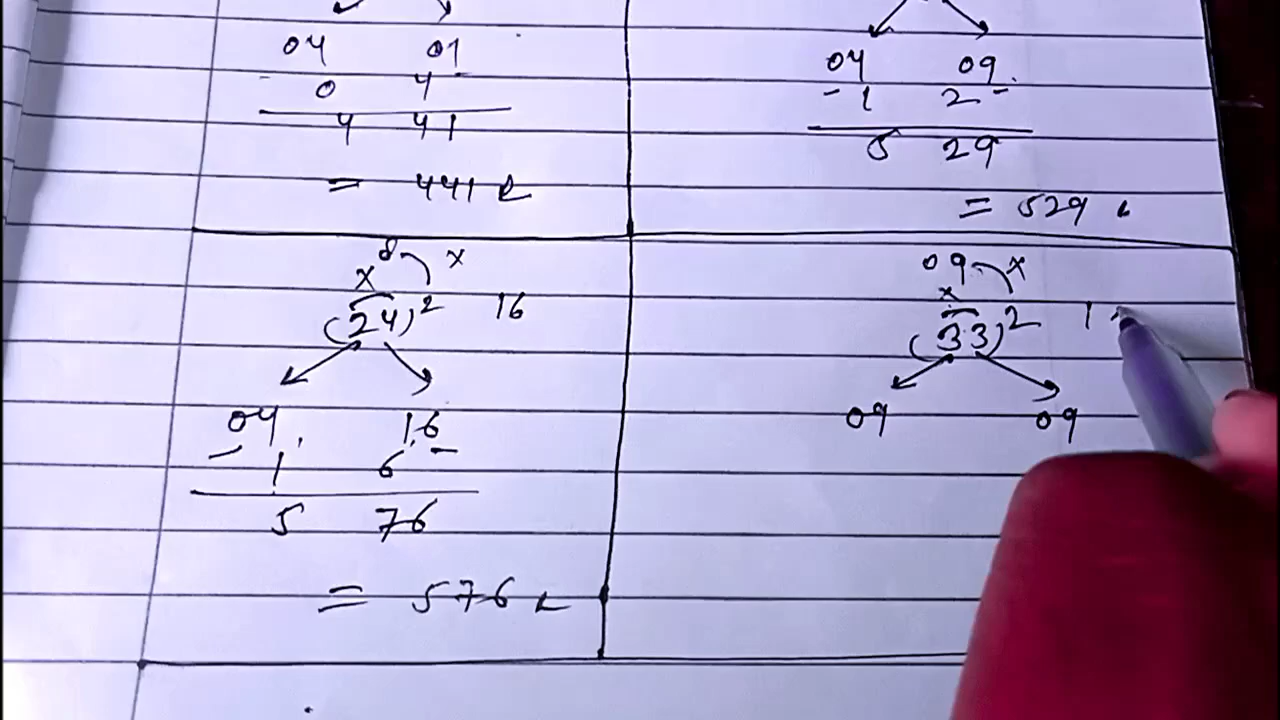 04 01
0 4
4 41
= 441
04 09
- 1 2 -
5 29
= 529
8 x
x
(24)² 16
04 16
- 1 6 -
5 76
= 576
09 x
x
(33)² 1
09 09